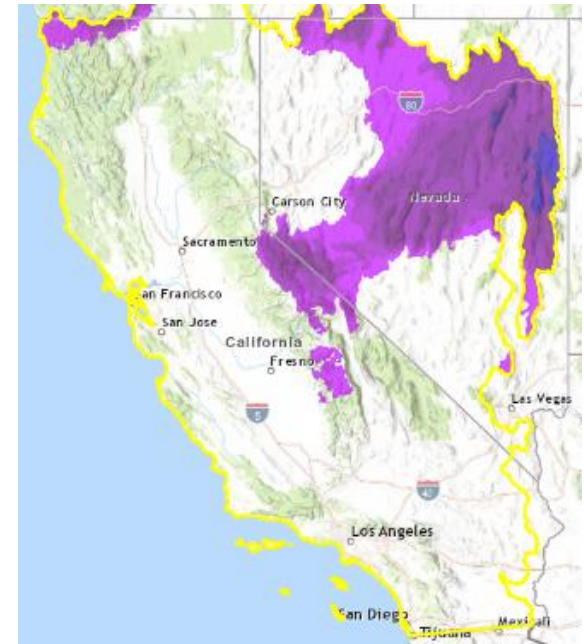 80
Carson City
Nevada
Sacramento
an Francisco
San Jose
California
Fresno
5
Las Vegas
40
Los Angeles
San Diego
Tijuana
Mexicali